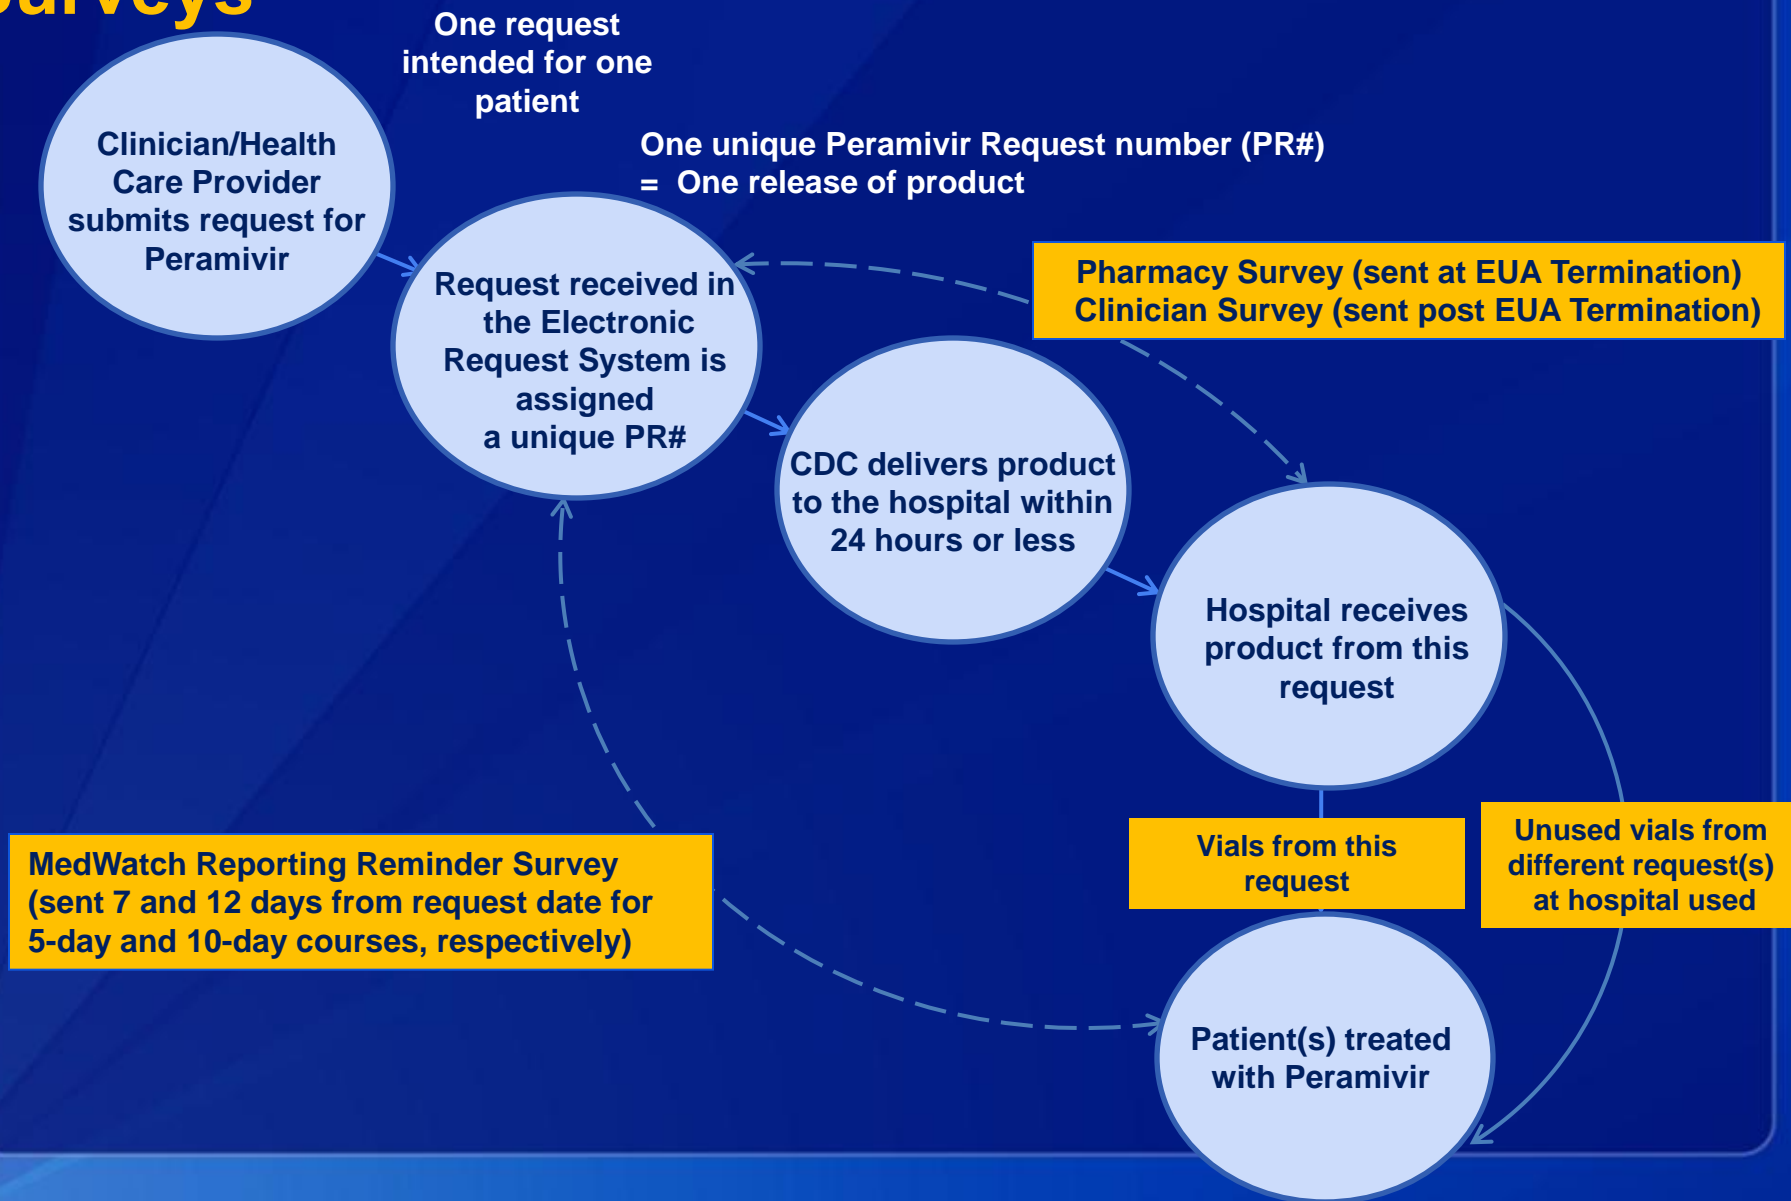 Surveys
One request
intended for one
patient
Clinician/Health
Care Provider
submits request for
Peramivir
One unique Peramivir Request number (PR#)
= One release of product
Request received in
the Electronic
Request System is
assigned
a unique PR#
Pharmacy Survey (sent at EUA Termination)
Clinician Survey (sent post EUA Termination)
CDC delivers product
to the hospital within
24 hours or less
Hospital receives
product from this
request
Vials from this
request
Unused vials from
different request(s)
at hospital used
MedWatch Reporting Reminder Survey
(sent 7 and 12 days from request date for
5-day and 10-day courses, respectively)
Patient(s) treated
with Peramivir